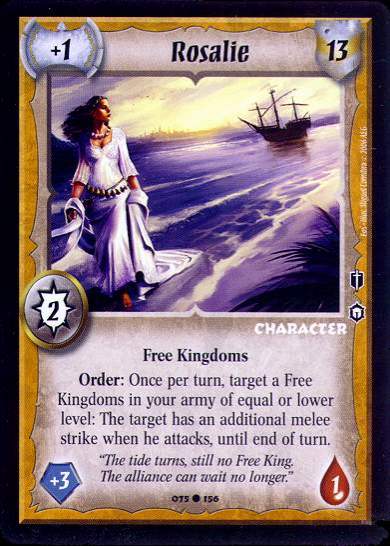 +1
Rosalie
13
2
CHARACTER
Free Kingdoms
Order: Once per turn, target a Free
Kingdoms in your army of equal or lower
level: The target has an additional melee
strike when he attacks, until end of turn.
"The tide turns, still no Free King.
The alliance can wait no longer."
+3
075 ● 156
1